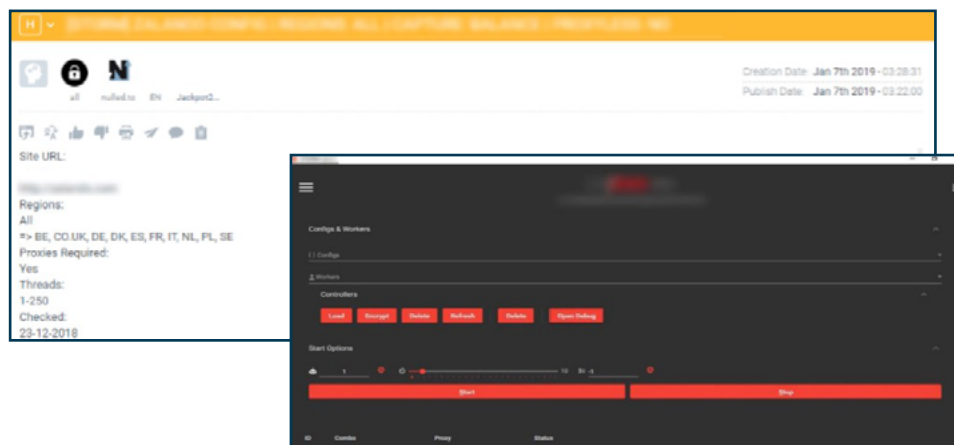 H
Creation Date: Jan 7th 2019 - 03:28:31
Publish Date: Jan 7th 2019 - 03:22:00
N
all nulled.to EN Jackpot2...
Site URL:
Regions:
All
=> BE, CO.UK, DE, DK, ES, FR, IT, NL, PL, SE
Proxies Required:
Yes
Threads:
1-250
Checked:
23-12-2018
Configs & Workers
Configs
Workers
Controllers
Load Encrypt Delete Refresh Delete Open Debug
Start Options
1 10
Start Stop
ID Combo Proxy Status